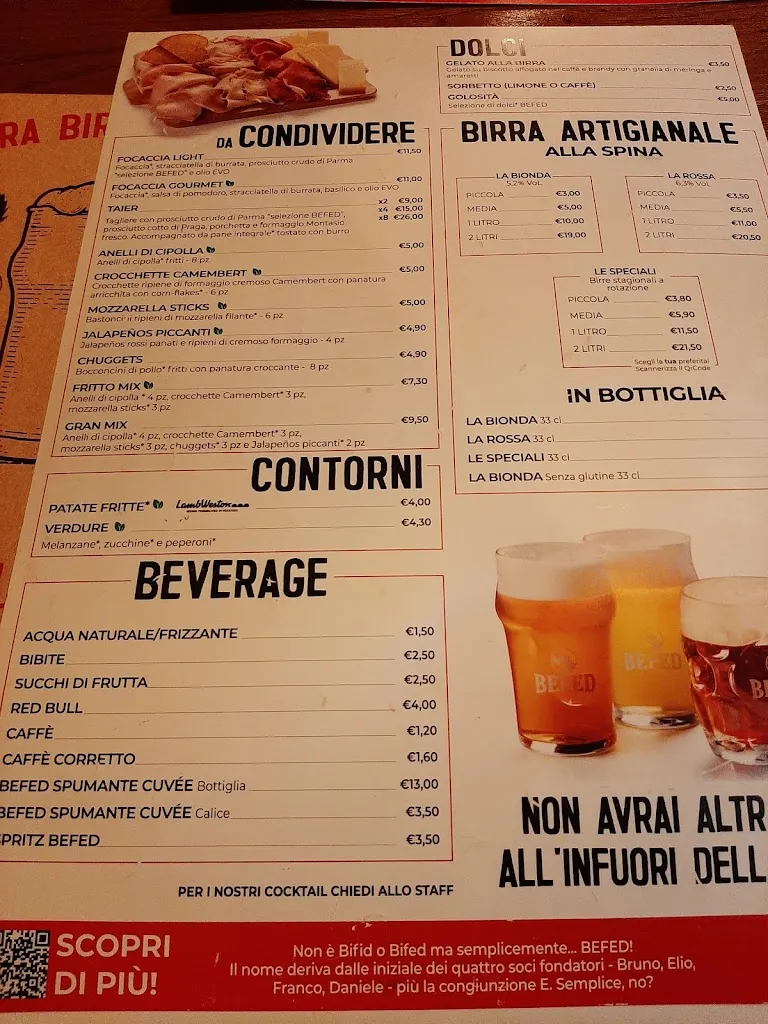 RA BIR
DA CONDIVIDERE
FOCACCIA LIGHT €11,50
Focaccia*, stracciatella di burrata, prosciutto crudo di Parma
"selezione BEFED" e olio EVO
FOCACCIA GOURMET €11,00
Focaccia*, salsa di pomodoro, stracciatella di burrata, basilico e olio EVO
TAIER x2 €9,00
x4 €15,00
x8 €26,00
Tagliere con prosciutto crudo di Parma "selezione BEFED",
prosciutto cotto di Praga, porchetta e formaggio Montasio
fresco. Accompagnato da pane integrale* tostato con burro
ANELLI DI CIPOLLA €5,00
Anelli di cipolla* fritti - 8 pz
CROCCHETTE CAMEMBERT €5,00
Crocchette ripiene di formaggio cremoso Camembert con panatura
arricchita con corn-flakes* - 6 pz
MOZZARELLA STICKS €5,00
Bastoncini ripieni di mozzarella filante* - 6 pz
JALAPEÑOS PICCANTI €4,90
Jalapeños rossi panati e ripieni di cremoso formaggio - 4 pz
CHUGGETS €4,90
Bocconcini di pollo* fritti con panatura croccante - 8 pz
FRITTO MIX €7,30
Anelli di cipolla * 4 pz, crocchette Camembert* 3 pz,
mozzarella sticks* 3 pz
GRAN MIX €9,50
Anelli di cipolla* 4 pz, crocchette Camembert* 3 pz,
mozzarella sticks* 3 pz, chuggets* 3 pz e Jalapeños piccanti* 2 pz
CONTORNI
PATATE FRITTE* LambWeston €4,00
VERDURE €4,30
Melanzane*, zucchine* e peperoni*
BEVERAGE
ACQUA NATURALE/FRIZZANTE €1,50
BIBITE €2,50
SUCCHI DI FRUTTA €2,50
RED BULL €4,00
CAFFÈ €1,20
CAFFÈ CORRETTO €1,60
BEFED SPUMANTE CUVÉE Bottiglia €13,00
BEFED SPUMANTE CUVÉE Calice €3,50
PRITZ BEFED €3,50
PER I NOSTRI COCKTAIL CHIEDI ALLO STAFF
DOLCI
GELATO ALLA BIRRA €3,50
Gelato su biscotto affogato nel caffè e brandy con granella di meringa e
amaretti
SORBETTO (LIMONE O CAFFÈ) €2,50
GOLOSITÀ €5,00
Selezione di dolci* BEFED
BIRRA ARTIGIANALE
ALLA SPINA
LA BIONDA
5,2% Vol.
PICCOLA €3,00
MEDIA €5,00
1 LITRO €10,00
2 LITRI €19,00
LA ROSSA
6,3% Vol.
PICCOLA €3,50
MEDIA €5,50
1 LITRO €11,00
2 LITRI €20,50
LE SPECIALI
Birre stagionali a
rotazione
PICCOLA €3,80
MEDIA €5,90
1 LITRO €11,50
2 LITRI €21,50
Scegli la tua preferita!
Scannerizza il QrCode
IN BOTTIGLIA
LA BIONDA 33 cl
LA ROSSA 33 cl
LE SPECIALI 33 cl
LA BIONDA Senza glutine 33 cl
BEFED
BEFED
BE
NON AVRAI ALTR
ALL'INFUORI DELL
SCOPRI
DI PIÙ!
Non è Bifid o Bifed ma semplicemente... BEFED!
Il nome deriva dalle iniziale dei quattro soci fondatori - Bruno, Elio,
Franco, Daniele - più la congiunzione E. Semplice, no?